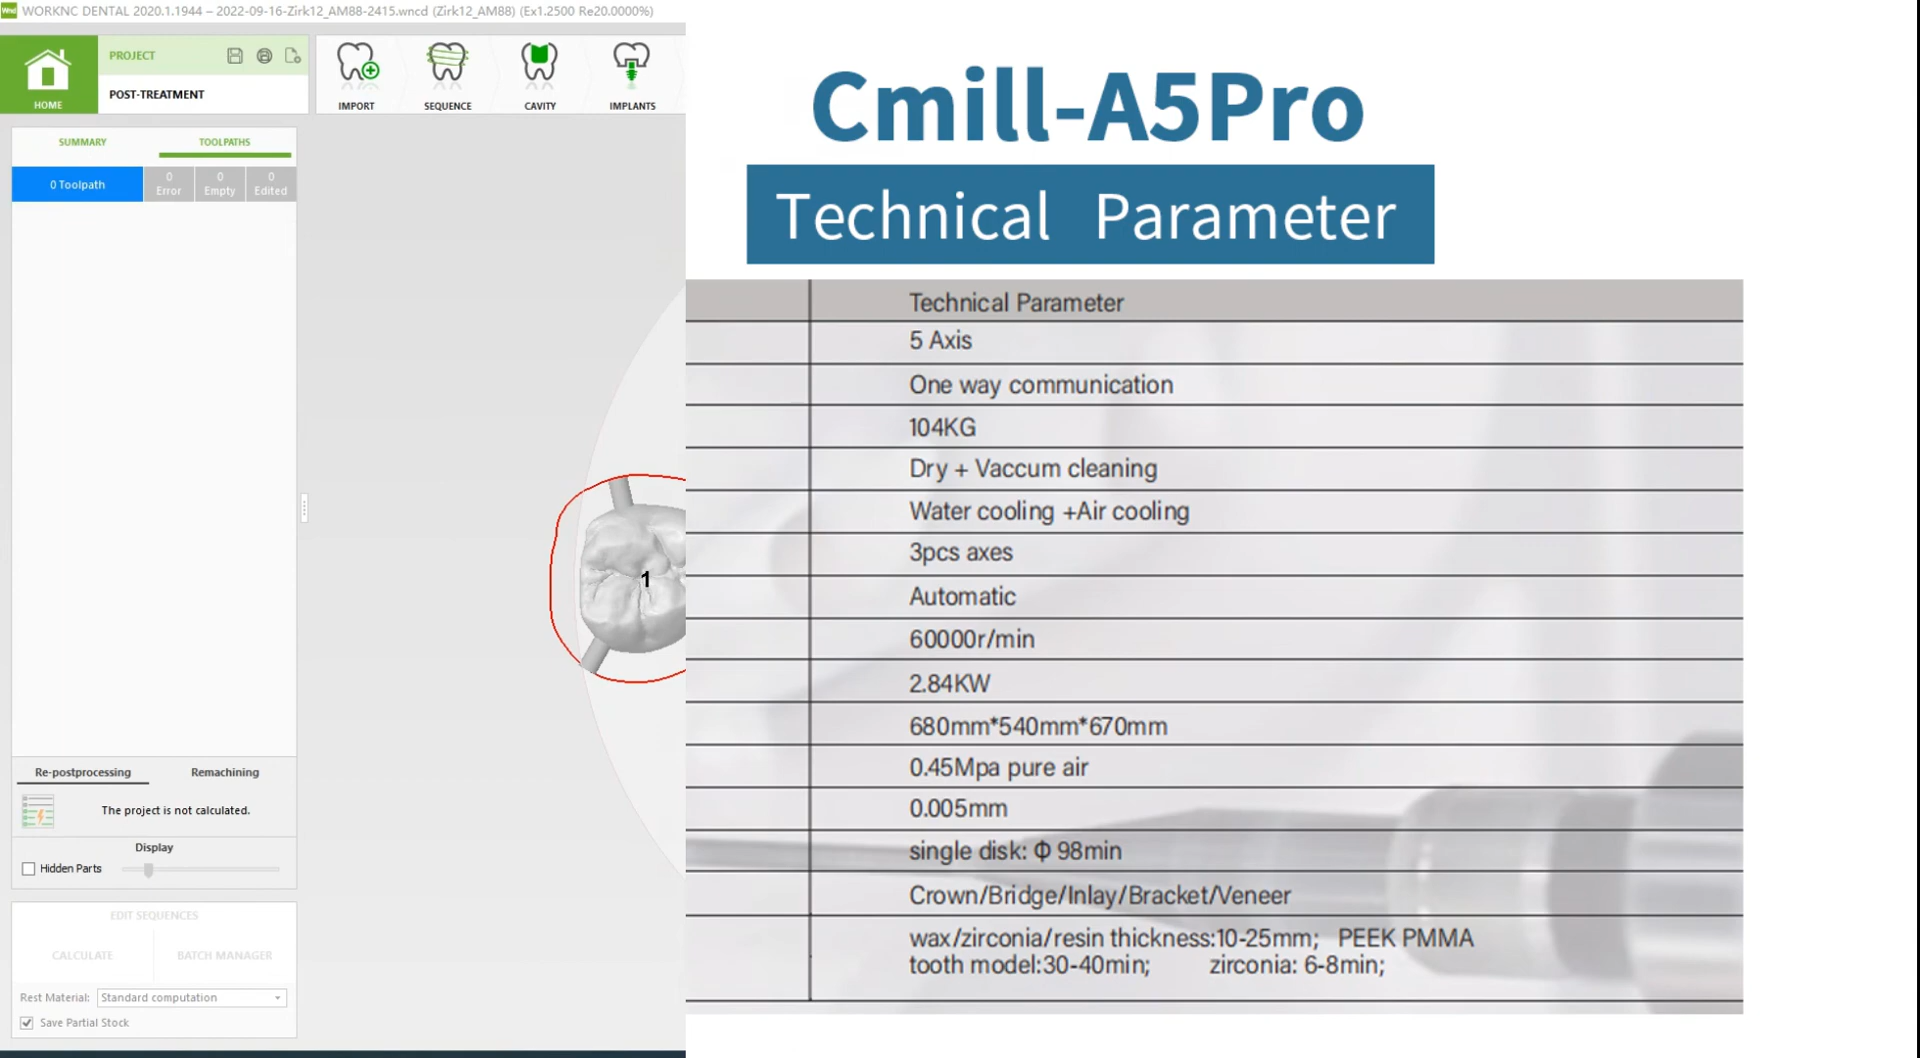 WORKNC DENTAL 2020.1.1944 – 2022-09-16-Zirk12_AM88-2415.wncd (Zirk12_AM88) (Ex1.2500 Re20.0000%)
HOME
PROJECT
POST-TREATMENT
IMPORT
SEQUENCE
CAVITY
IMPLANTS
SUMMARY
TOOLPATHS
0 Toolpath
0 Error
0 Empty
0 Edited
1
Re-postprocessing
Remachining
The project is not calculated.
Display
Hidden Parts
EDIT SEQUENCES
CALCULATE
BATCH MANAGER
Rest Material: Standard computation
Save Partial Stock
Cmill-A5Pro
Technical Parameter
Technical Parameter
5 Axis
One way communication
104KG
Dry + Vaccum cleaning
Water cooling +Air cooling
3pcs axes
Automatic
60000r/min
2.84KW
680mm*540mm*670mm
0.45Mpa pure air
0.005mm
single disk: Φ 98min
Crown/Bridge/Inlay/Bracket/Veneer
wax/zirconia/resin thickness:10-25mm; PEEK PMMA
tooth model:30-40min; zirconia: 6-8min;